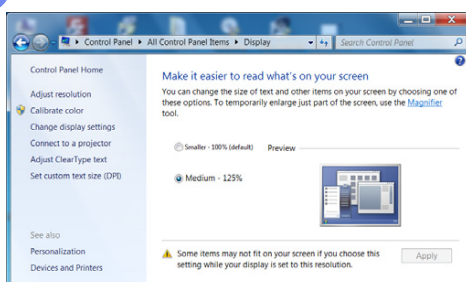 Control Panel ▸ All Control Panel Items ▸ Display
Search Control Panel
Control Panel Home
Adjust resolution
Calibrate color
Change display settings
Connect to a projector
Adjust ClearType text
Set custom text size (DPI)
See also
Personalization
Devices and Printers
Make it easier to read what's on your screen
You can change the size of text and other items on your screen by choosing one of
these options. To temporarily enlarge just part of the screen, use the Magnifier
tool.
Smaller - 100% (default) Preview
Medium - 125%
Some items may not fit on your screen if you choose this
setting while your display is set to this resolution.
Apply